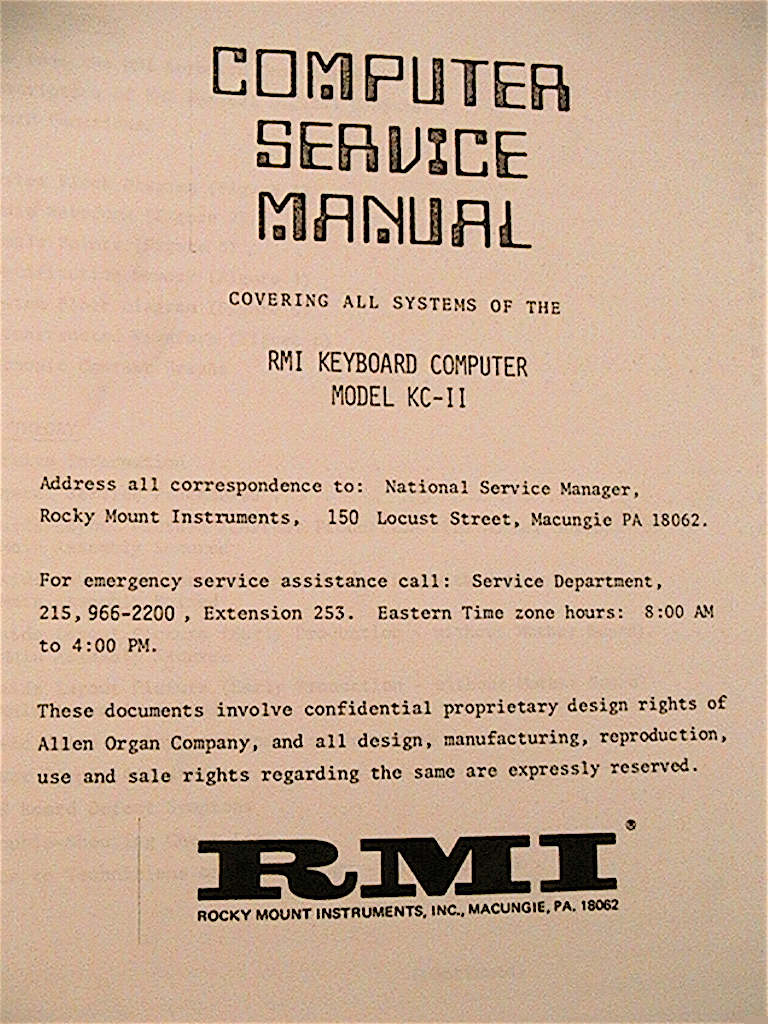 COMPUTER
SERVICE
MANUAL
COVERING ALL SYSTEMS OF THE
RMI KEYBOARD COMPUTER
MODEL KC-II
Address all correspondence to: National Service Manager,
Rocky Mount Instruments, 150 Locust Street, Macungie PA 18062.
For emergency service assistance call: Service Department,
215, 966-2200 , Extension 253. Eastern Time zone hours: 8:00 AM
to 4:00 PM.
These documents involve confidential proprietary design rights of
Allen Organ Company, and all design, manufacturing, reproduction,
use and sale rights regarding the same are expressly reserved.
RMI®
ROCKY MOUNT INSTRUMENTS, INC., MACUNGIE, PA. 18062